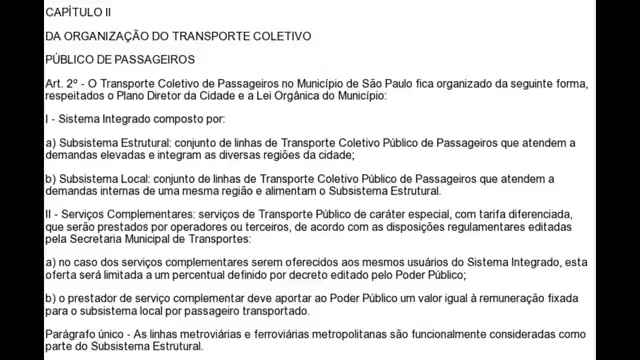 CAPÍTULO II
DA ORGANIZAÇÃO DO TRANSPORTE COLETIVO
PÚBLICO DE PASSAGEIROS
Art. 2º - O Transporte Coletivo de Passageiros no Município de São Paulo fica organizado da seguinte forma,
respeitados o Plano Diretor da Cidade e a Lei Orgânica do Município:
I - Sistema Integrado composto por:
a) Subsistema Estrutural: conjunto de linhas de Transporte Coletivo Público de Passageiros que atendem a
demandas elevadas e integram as diversas regiões da cidade;
b) Subsistema Local: conjunto de linhas de Transporte Coletivo Público de Passageiros que atendem a
demandas internas de uma mesma região e alimentam o Subsistema Estrutural.
II - Serviços Complementares: serviços de Transporte Público de caráter especial, com tarifa diferenciada,
que serão prestados por operadores ou terceiros, de acordo com as disposições regulamentares editadas
pela Secretaria Municipal de Transportes:
a) no caso dos serviços complementares serem oferecidos aos mesmos usuários do Sistema Integrado, esta
oferta será limitada a um percentual definido por decreto editado pelo Poder Público;
b) o prestador de serviço complementar deve aportar ao Poder Público um valor igual à remuneração fixada
para o subsistema local por passageiro transportado.
Parágrafo único - As linhas metroviárias e ferroviárias metropolitanas são funcionalmente consideradas como
parte do Subsistema Estrutural.